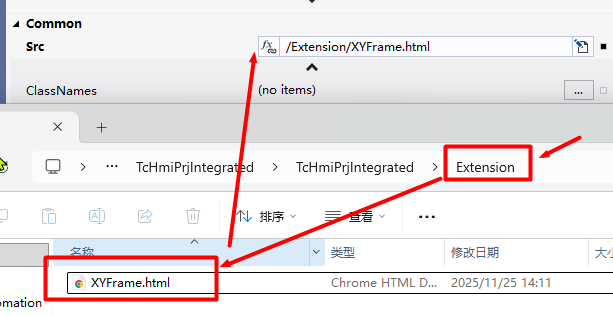 Common
Src /Extension/XYFrame.html
ClassNames (no items) ...
TcHmiPrjIntegrated TcHmiPrjIntegrated Extension
排序 查看
名称 类型 修改日期 大小
XYFrame.html Chrome HTML D... 2025/11/25 14:11
omation